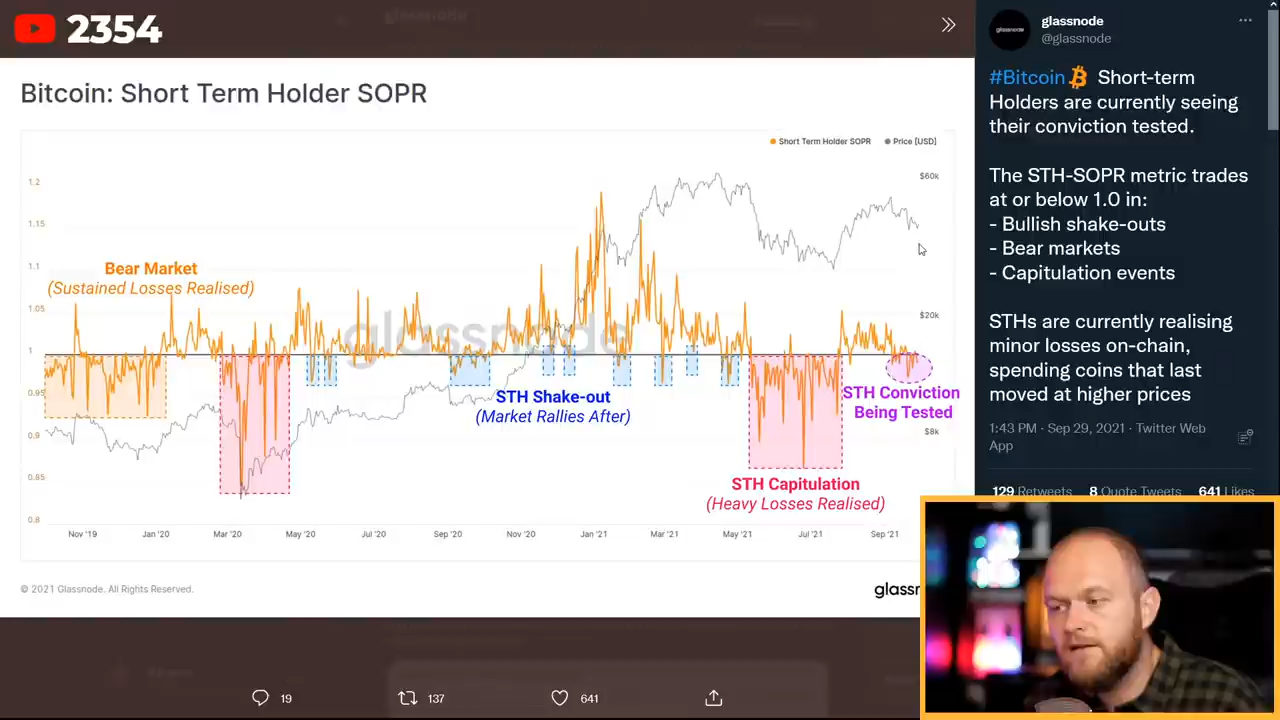 2354
glassnode
Bitcoin: Short Term Holder SOPR
Short Term Holder SOPR
Price [USD]
1.2
1.15
1.1
1.05
1
0.95
0.9
0.85
0.8
$60k
$20k
$8k
Bear Market
(Sustained Losses Realised)
glassnode
STH Shake-out
(Market Rallies After)
STH Conviction
Being Tested
STH Capitulation
(Heavy Losses Realised)
Nov '19
Jan '20
Mar '20
May '20
Jul '20
Sep '20
Nov '20
Jan '21
Mar '21
May '21
Jul '21
Sep '21
© 2021 Glassnode. All Rights Reserved.
glassn
19
137
641
glassnode
glassnode
@glassnode
#Bitcoin Short-term
Holders are currently seeing
their conviction tested.
The STH-SOPR metric trades
at or below 1.0 in:
- Bullish shake-outs
- Bear markets
- Capitulation events
STHs are currently realising
minor losses on-chain,
spending coins that last
moved at higher prices
1:43 PM · Sep 29, 2021 · Twitter Web
App
129 Retweets 8 Quote Tweets 641 Likes